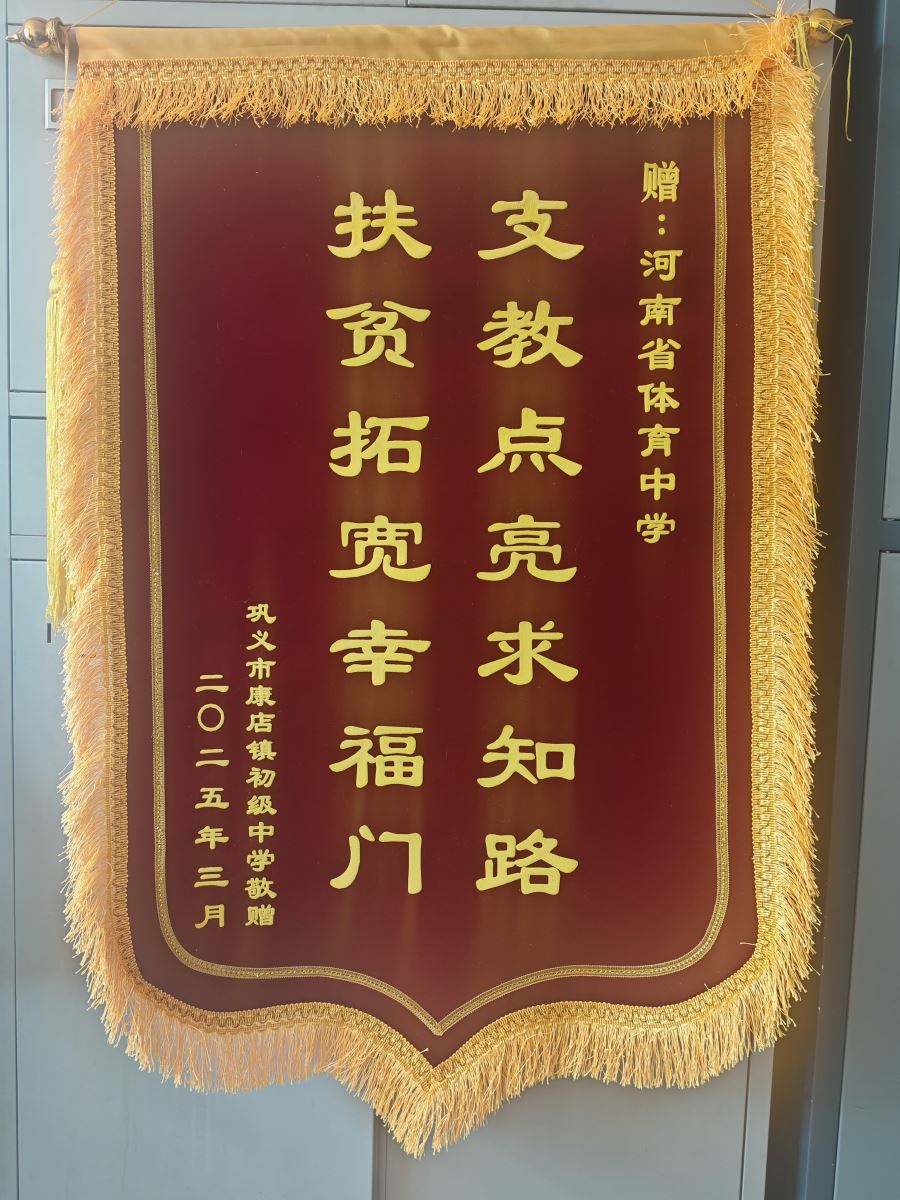 赠：河南省体育中学
支教点亮求知路
扶贫拓宽幸福门
巩义市康店镇初级中学敬赠
二〇二五年三月